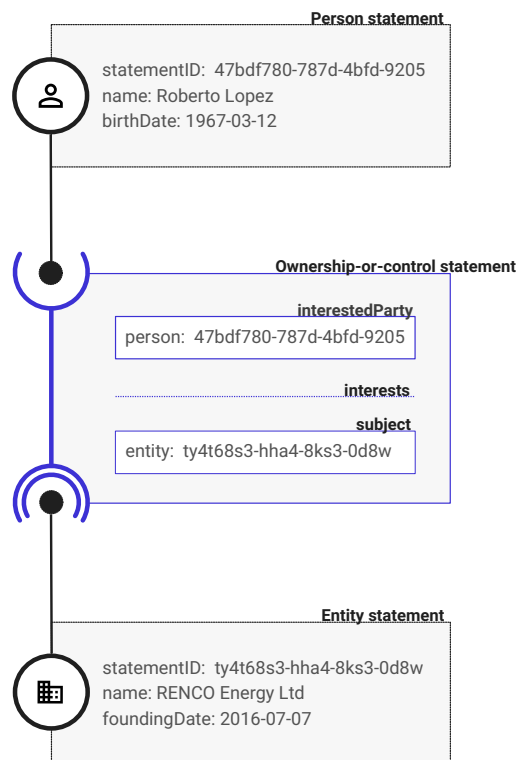 Person statement
statementID: 47bdf780-787d-4bfd-9205
name: Roberto Lopez
birthDate: 1967-03-12
Ownership-or-control statement
interestedParty
person: 47bdf780-787d-4bfd-9205
interests
subject
entity: ty4t68s3-hha4-8ks3-0d8w
Entity statement
statementID: ty4t68s3-hha4-8ks3-0d8w
name: RENCO Energy Ltd
foundingDate: 2016-07-07